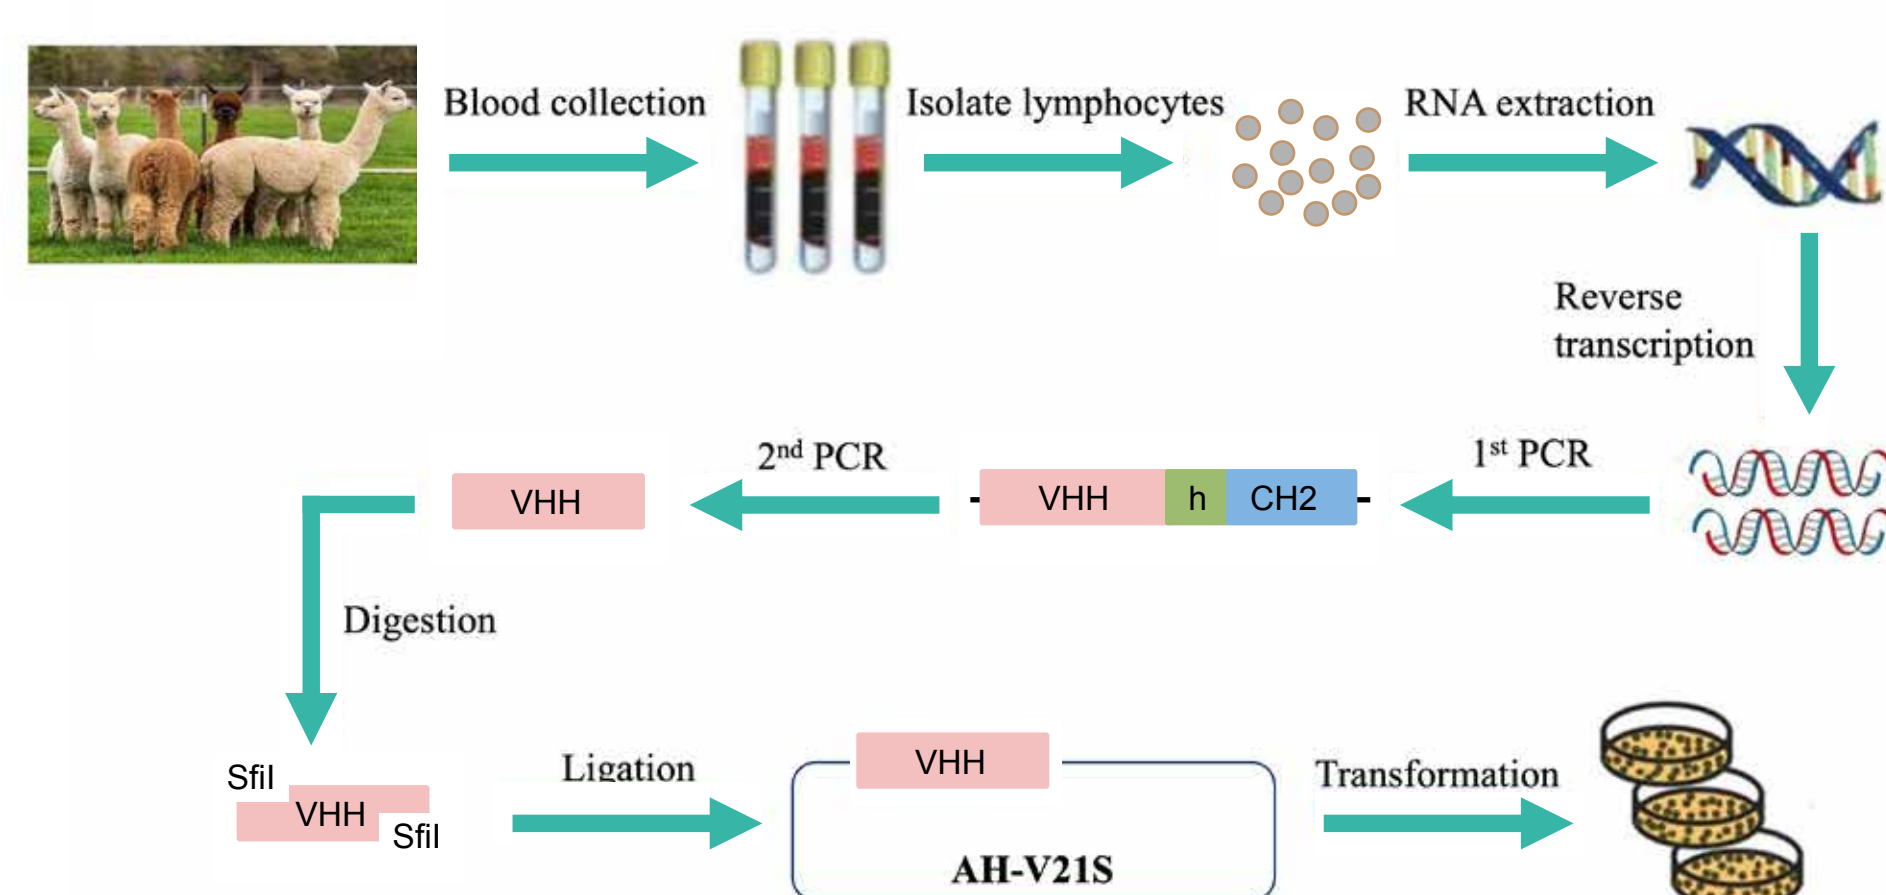 Blood collection
Isolate lymphocytes
RNA extraction
Reverse
transcription
1st PCR
VHH h CH2
2nd PCR
VHH
Digestion
SfiI
VHH
SfiI
Ligation
VHH
AH-V21S
Transformation